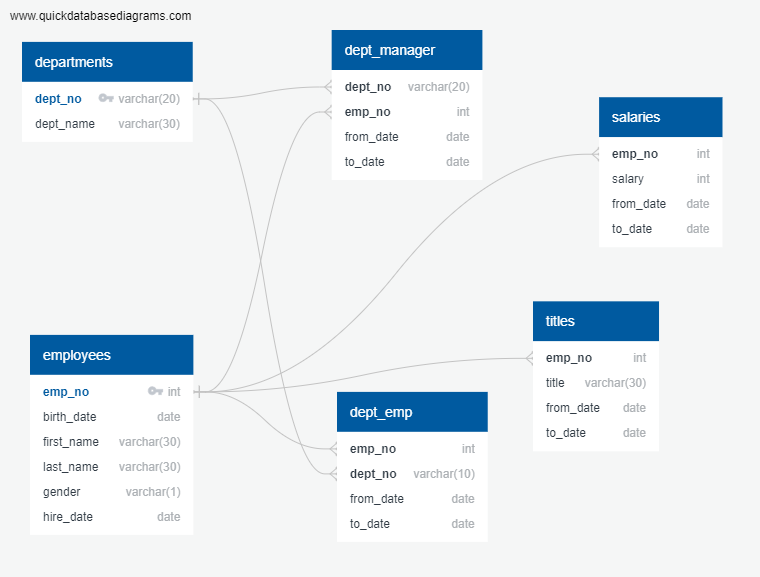 www.quickdatabasediagrams.com
departments
dept_no varchar(20)
dept_name varchar(30)
dept_manager
dept_no varchar(20)
emp_no int
from_date date
to_date date
salaries
emp_no int
salary int
from_date date
to_date date
employees
emp_no int
birth_date date
first_name varchar(30)
last_name varchar(30)
gender varchar(1)
hire_date date
dept_emp
emp_no int
dept_no varchar(10)
from_date date
to_date date
titles
emp_no int
title varchar(30)
from_date date
to_date date